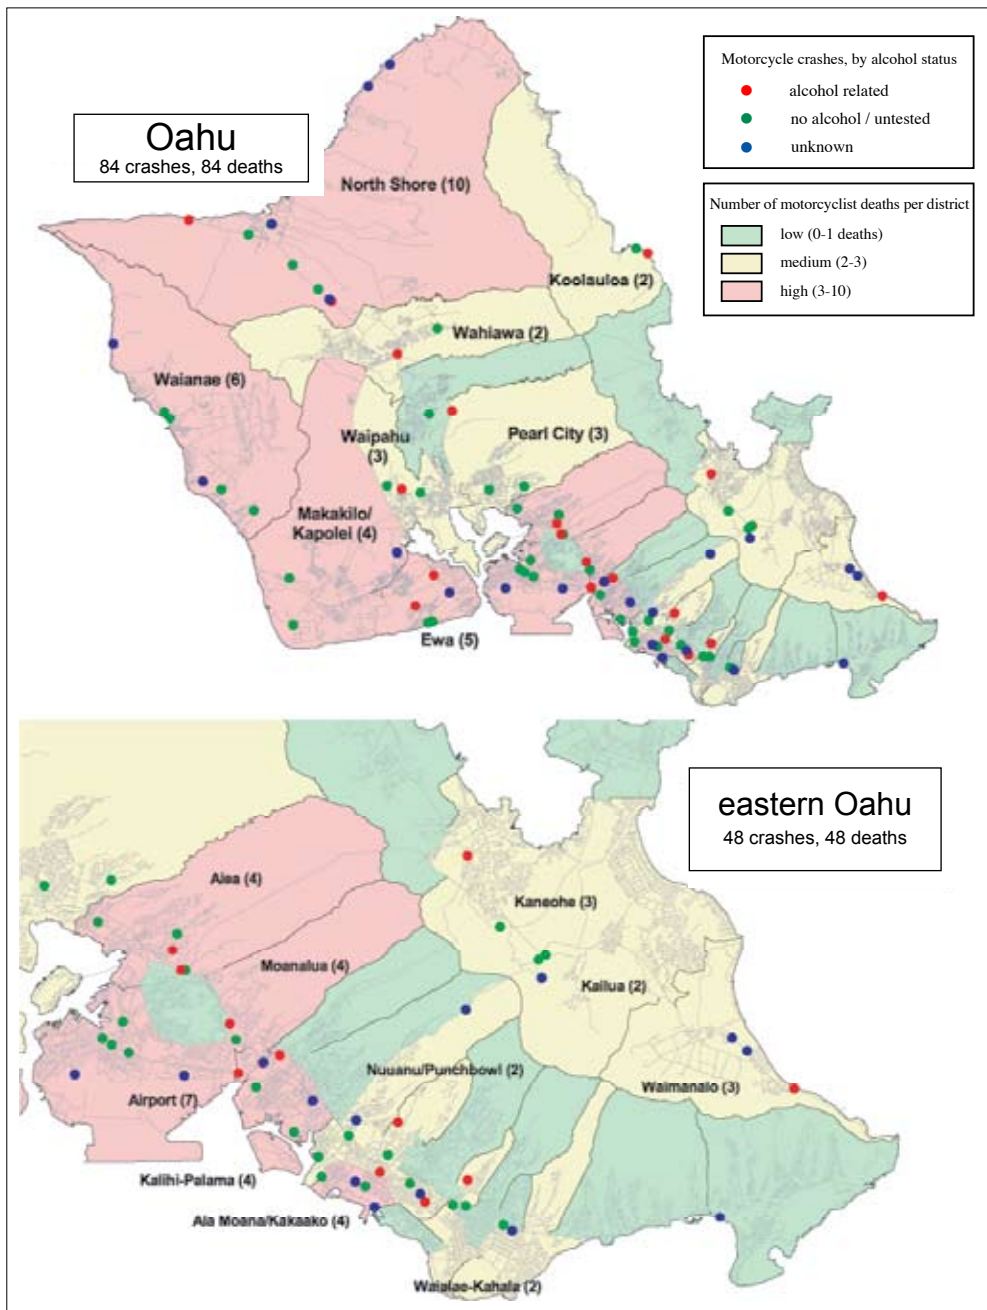 Oahu
84 crashes, 84 deaths
Motorcycle crashes, by alcohol status
alcohol related
no alcohol / untested
unknown
Number of motorcyclist deaths per district
low (0-1 deaths)
medium (2-3)
high (3-10)
North Shore (10)
Koolauloa (2)
Wahiawa (2)
Waianae (6)
Waipahu
(3)
Pearl City (3)
Makakilo/
Kapolei (4)
Ewa (5)
eastern Oahu
48 crashes, 48 deaths
Aiea (4)
Kaneohe (3)
Moanalua (4)
Kailua (2)
Nuuanu/Punchbowl (2)
Waimanalo (3)
Airport (7)
Kalihi-Palama (4)
Ala Moana/Kakaako (4)
Waialae-Kahala (2)